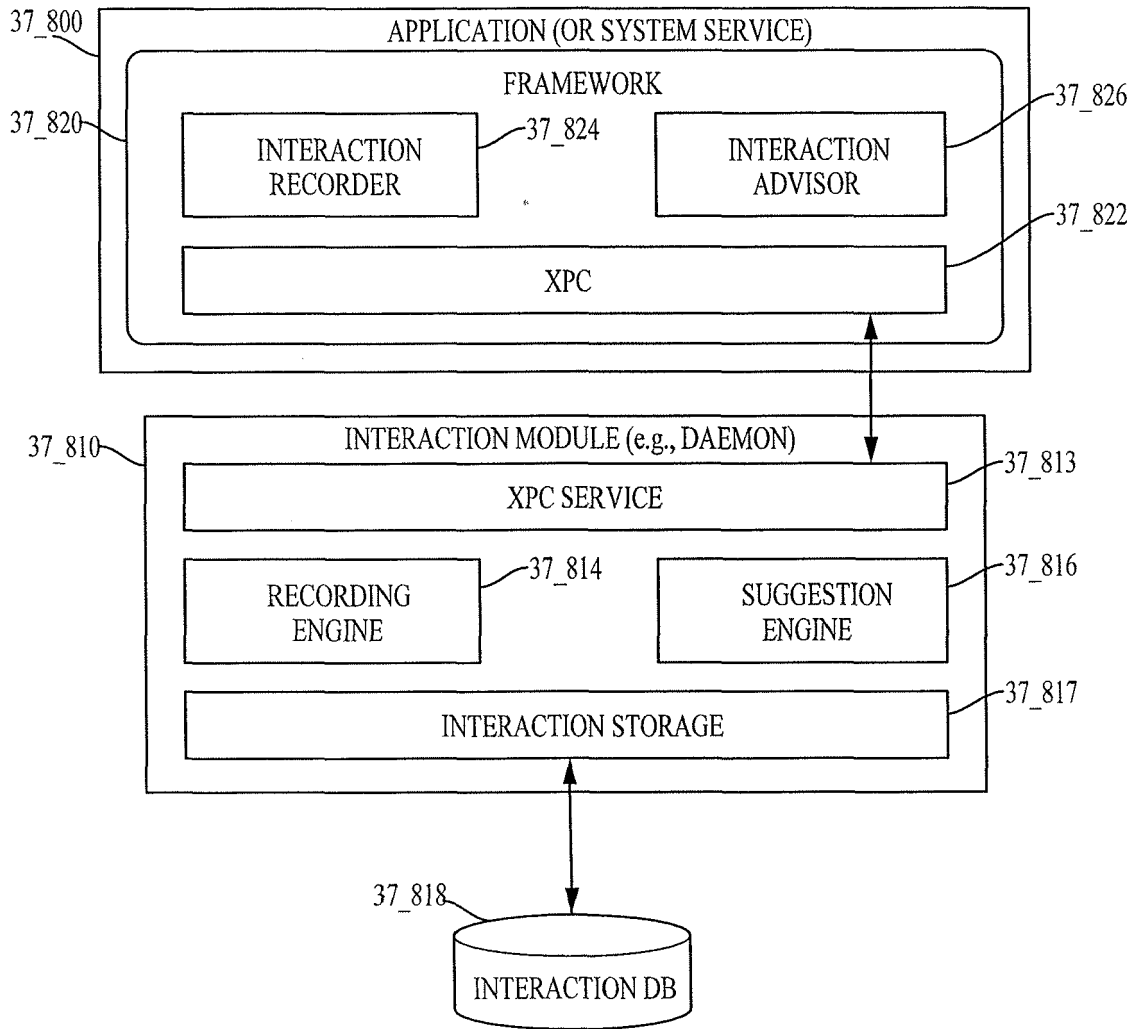 37_800
APPLICATION (OR SYSTEM SERVICE)
37_820
FRAMEWORK
37_826
INTERACTION
RECORDER
37_824
INTERACTION
ADVISOR
37_822
XPC
37_810
INTERACTION MODULE (e.g., DAEMON)
37_813
XPC SERVICE
RECORDING
ENGINE
37_814
SUGGESTION
ENGINE
37_816
37_817
INTERACTION STORAGE
37_818
INTERACTION DB